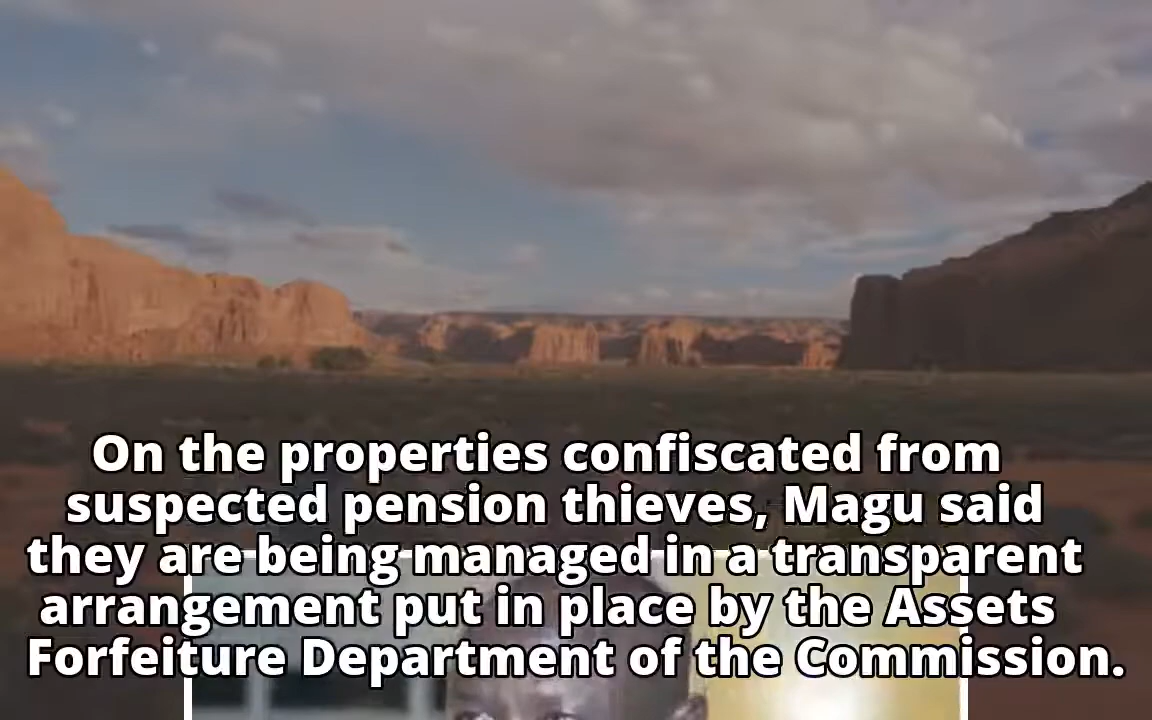 On the properties confiscated from
suspected pension thieves, Magu said
they are being managed in a transparent
arrangement put in place by the Assets
Forfeiture Department of the Commission.